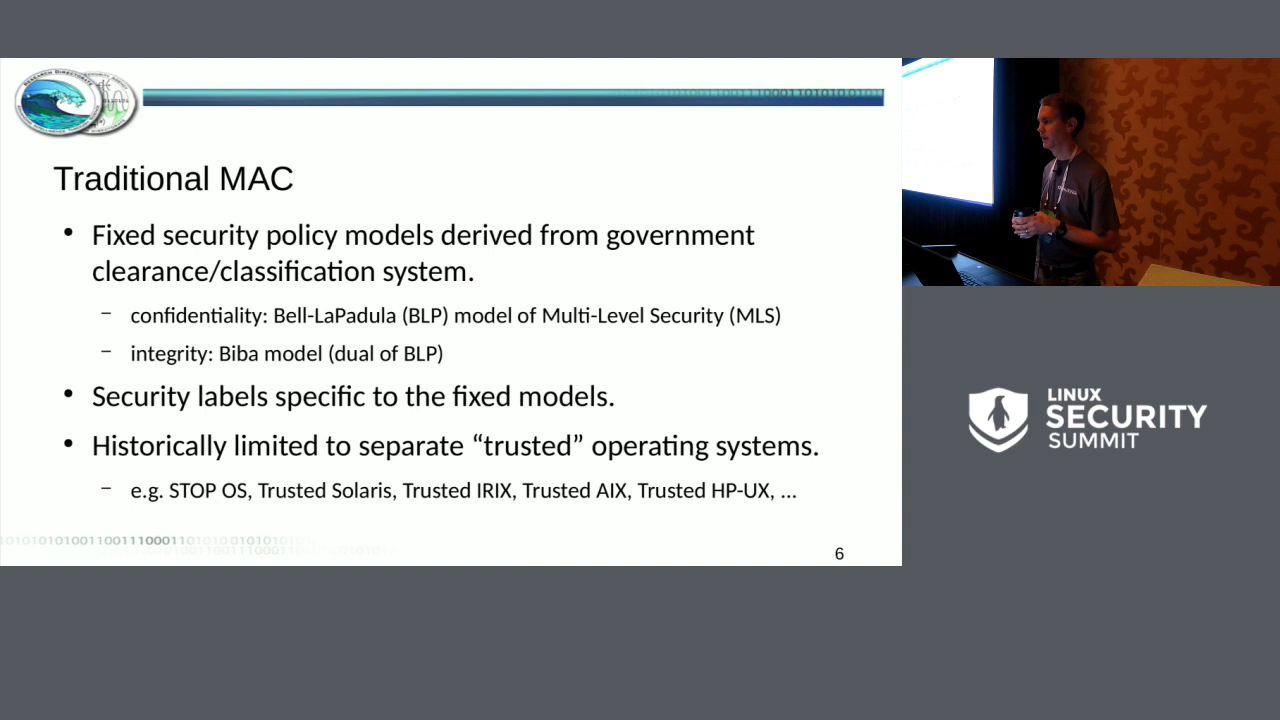 Traditional MAC
• Fixed security policy models derived from government
clearance/classification system.
– confidentiality: Bell-LaPadula (BLP) model of Multi-Level Security (MLS)
– integrity: Biba model (dual of BLP)
• Security labels specific to the fixed models.
• Historically limited to separate “trusted” operating systems.
– e.g. STOP OS, Trusted Solaris, Trusted IRIX, Trusted AIX, Trusted HP-UX, ...
6
LINUX
SECURITY
SUMMIT